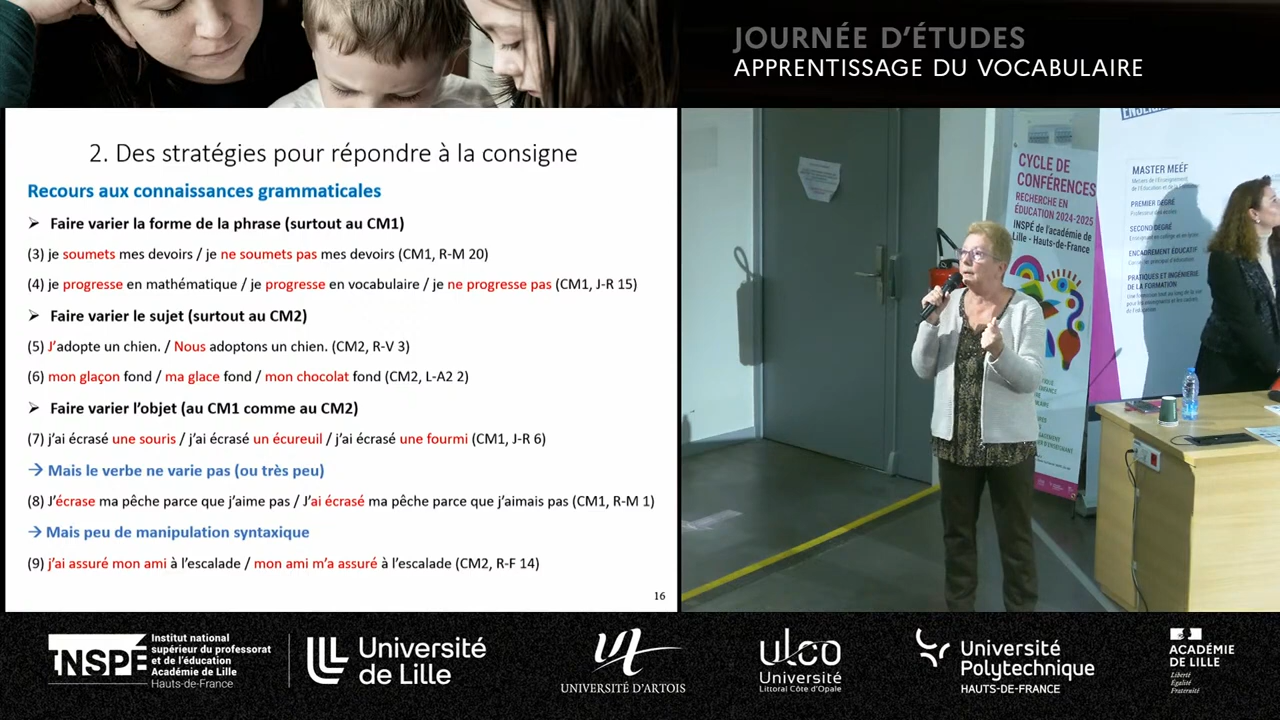 JOURNÉE D'ÉTUDES
APPRENTISSAGE DU VOCABULAIRE
2. Des stratégies pour répondre à la consigne
Recours aux connaissances grammaticales
➢ Faire varier la forme de la phrase (surtout au CM1)
(3) je soumets mes devoirs / je ne soumets pas mes devoirs (CM1, R-M 20)
(4) je progresse en mathématique / je progresse en vocabulaire / je ne progresse pas (CM1, J-R 15)
➢ Faire varier le sujet (surtout au CM2)
(5) J'adopte un chien. / Nous adoptons un chien. (CM2, R-V 3)
(6) mon glaçon fond / ma glace fond / mon chocolat fond (CM2, L-A2 2)
➢ Faire varier l'objet (au CM1 comme au CM2)
(7) j'ai écrasé une souris / j'ai écrasé un écureuil / j'ai écrasé une fourmi (CM1, J-R 6)
→ Mais le verbe ne varie pas (ou très peu)
(8) J'écrase ma pêche parce que j'aime pas / J'ai écrasé ma pêche parce que j'aimais pas (CM1, R-M 1)
→ Mais peu de manipulation syntaxique
(9) j'ai assuré mon ami à l'escalade / mon ami m'a assuré à l'escalade (CM2, R-F 14)
16
CYCLE DE
CONFÉRENCES
RECHERCHE EN
ÉDUCATION 2024-2025
INSPÉ de l'académie de
Lille - Hauts-de-France
MASTER MEEF
PREMIER DEGRÉ
SECOND DEGRÉ
ENCADREMENT ÉDUCATIF
PRATIQUES ET INGÉNIERIE
DE LA FORMATION
INSPÉ
Institut national
supérieur du professorat
et de l'éducation
Académie de Lille
Hauts-de-France
Université
de Lille
UNIVERSITÉ D'ARTOIS
ulco
Université
Littoral Côte d'Opale
Université
Polytechnique
HAUTS-DE-FRANCE
ACADÉMIE
DE LILLE
Liberté
Égalité
Fraternité